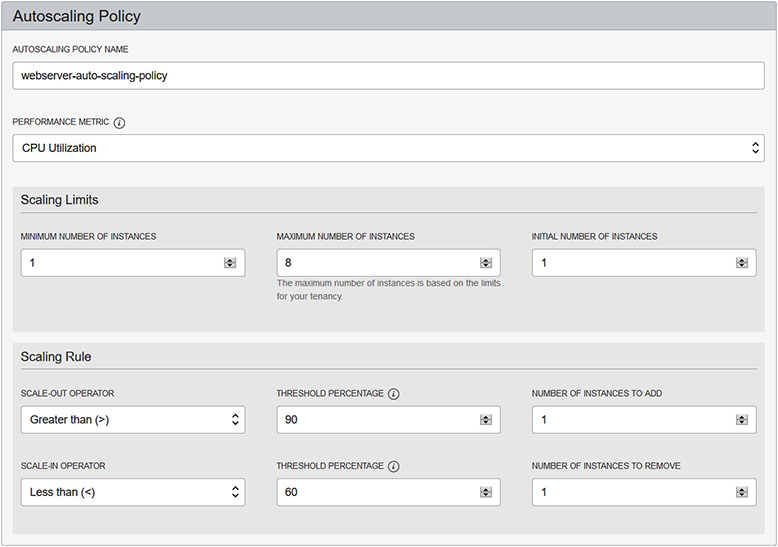 Autoscaling Policy
AUTOSCALING POLICY NAME
webserver-auto-scaling-policy
PERFORMANCE METRIC i
CPU Utilization
Scaling Limits
MINIMUM NUMBER OF INSTANCES
MAXIMUM NUMBER OF INSTANCES
INITIAL NUMBER OF INSTANCES
1
8
1
The maximum number of instances is based on the limits
for your tenancy.
Scaling Rule
SCALE-OUT OPERATOR
THRESHOLD PERCENTAGE i
NUMBER OF INSTANCES TO ADD
Greater than (>)
90
1
SCALE-IN OPERATOR
THRESHOLD PERCENTAGE i
NUMBER OF INSTANCES TO REMOVE
Less than (<)
60
1